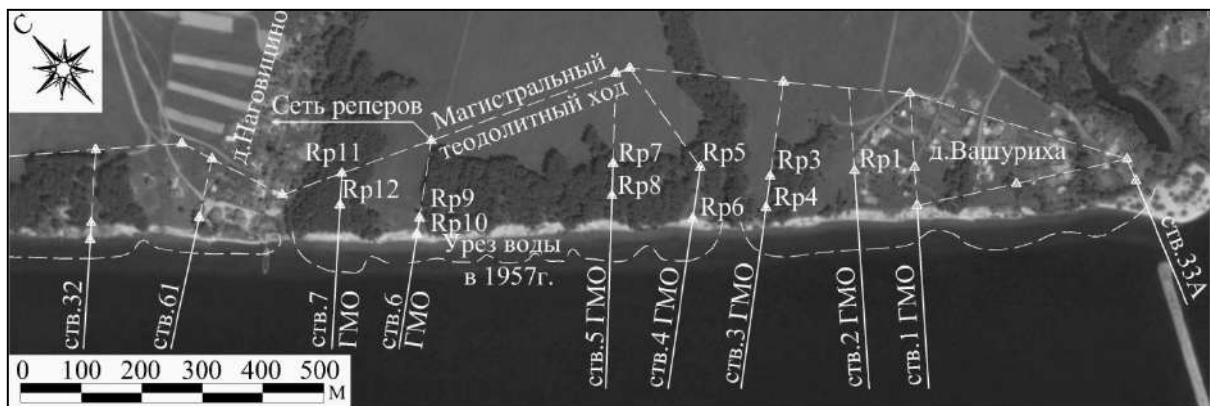 С
д.Наговицино
Сеть реперов
Магистральный
теодолитный ход
Rp11
Rp12
Rp9
Rp10
Rp7
Rp8
Rp5
Rp6
Rp3
Rp4
Rp1
д.Вашуриха
Урез воды
в 1957г.
ств.32
ств.61
ств.7
ГМО
ств.6
ГМО
ств.5 ГМО
ств.4 ГМО
ств.3 ГМО
ств.2 ГМО
ств.1 ГМО
ств.33А
0 100 200 300 400 500
М